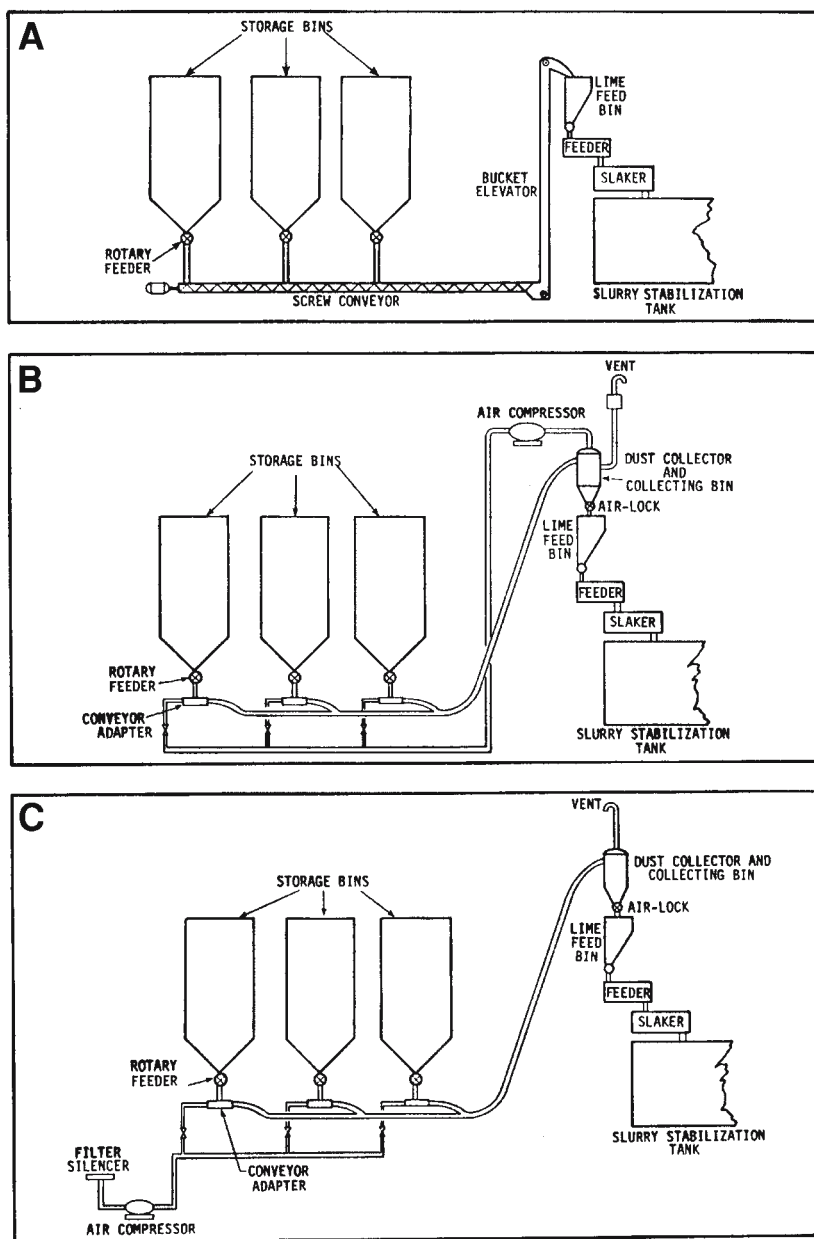 A
STORAGE BINS
LIME
FEED
BIN
FEEDER
SLAKER
BUCKET
ELEVATOR
ROTARY
FEEDER
SCREW CONVEYOR
SLURRY STABILIZATION
TANK
B
VENT
AIR COMPRESSOR
STORAGE BINS
DUST COLLECTOR
AND
COLLECTING BIN
AIR-LOCK
LIME
FEED
BIN
FEEDER
SLAKER
ROTARY
FEEDER
CONVEYOR
ADAPTER
SLURRY STABILIZATION
TANK
C
VENT
STORAGE BINS
DUST COLLECTOR AND
COLLECTING BIN
AIR-LOCK
LIME
FEED
BIN
FEEDER
SLAKER
ROTARY
FEEDER
SLURRY STABILIZATION
TANK
FILTER
SILENCER
CONVEYOR
ADAPTER
AIR COMPRESSOR